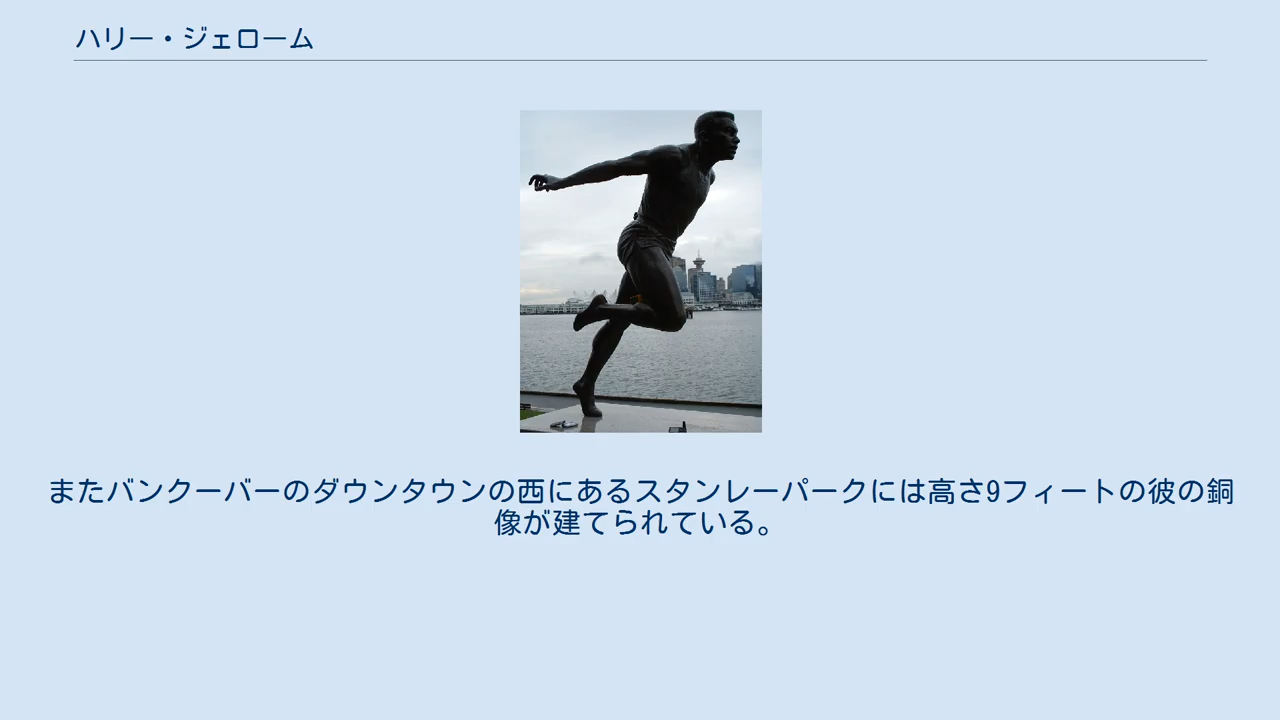 ハリー・ジェローム
またバンクーバーのダウンタウンの西にあるスタンレーパークには高さ9フィートの彼の銅
像が建てられている。